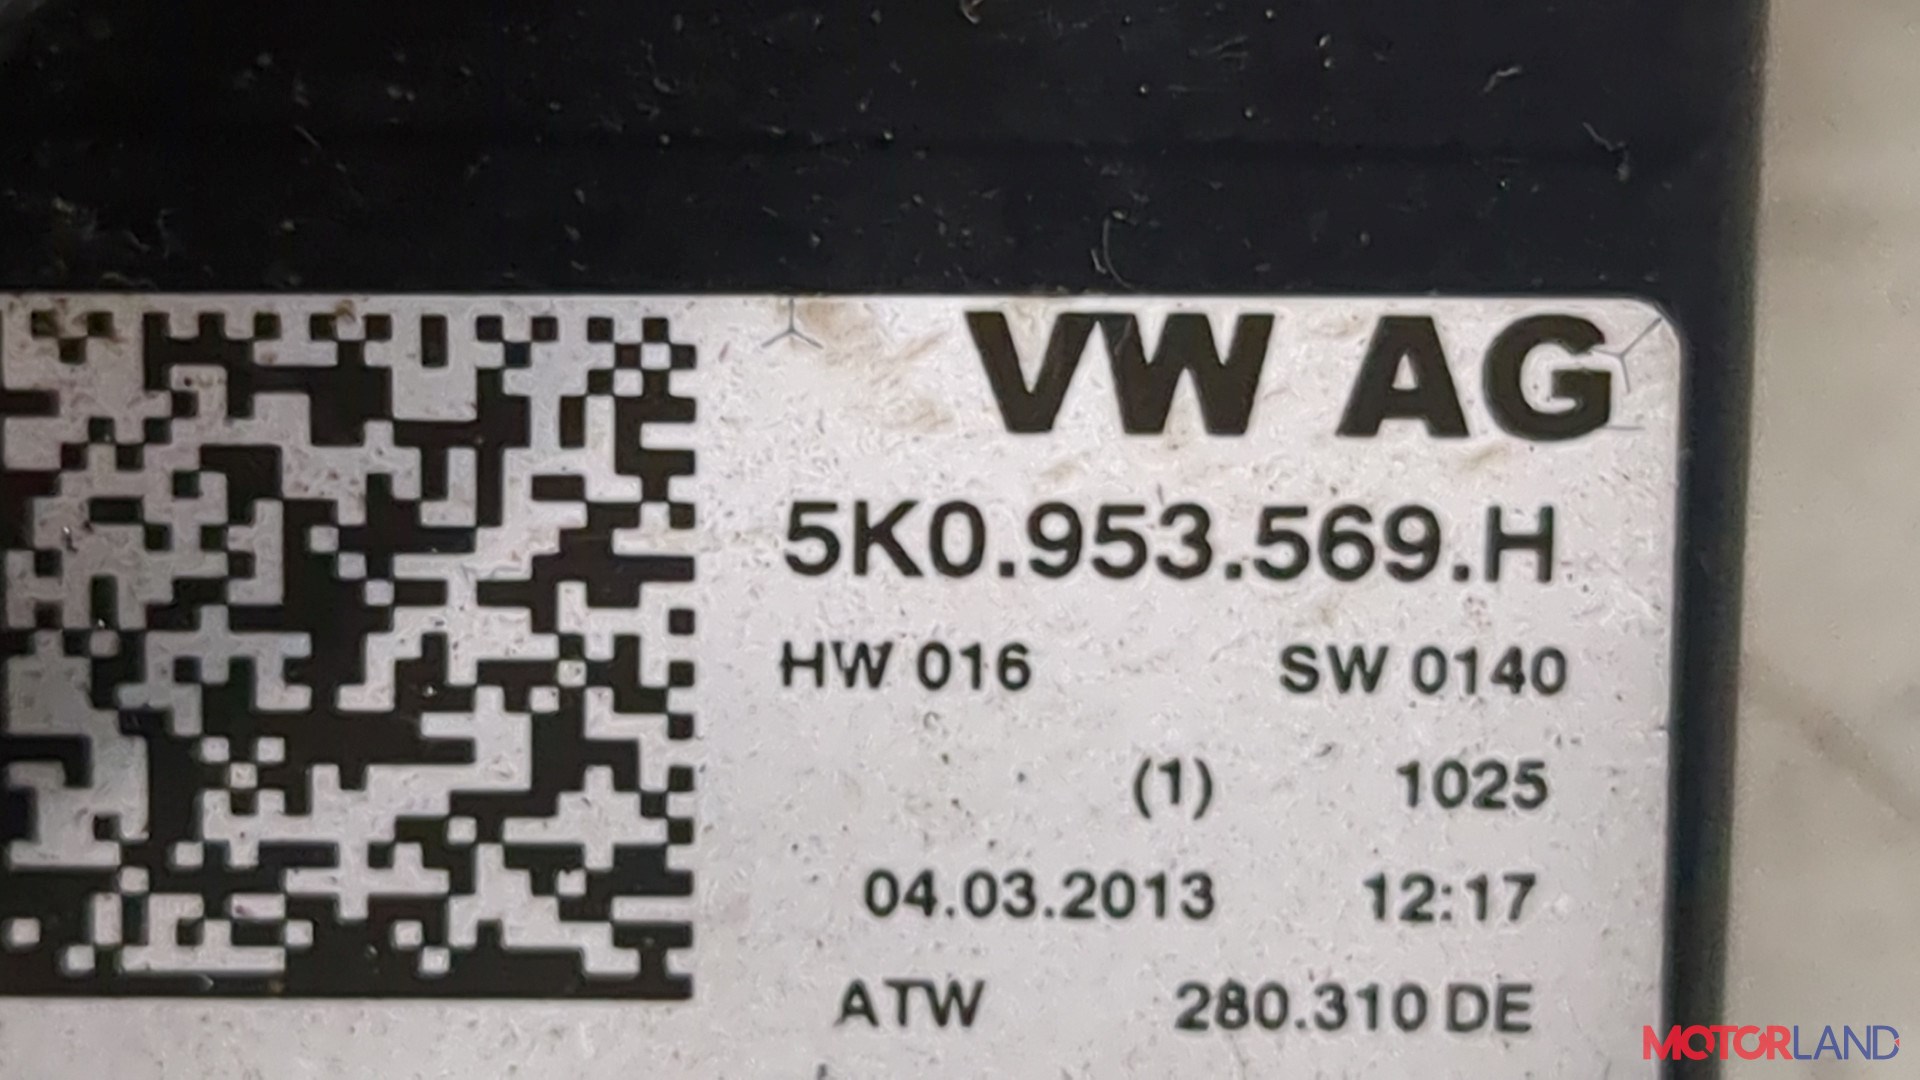 VW AG
5K0.953.569.H
HW 016 SW 0140
(1) 1025
04.03.2013 12:17
ATW 280.310 DE
MOTORLAND